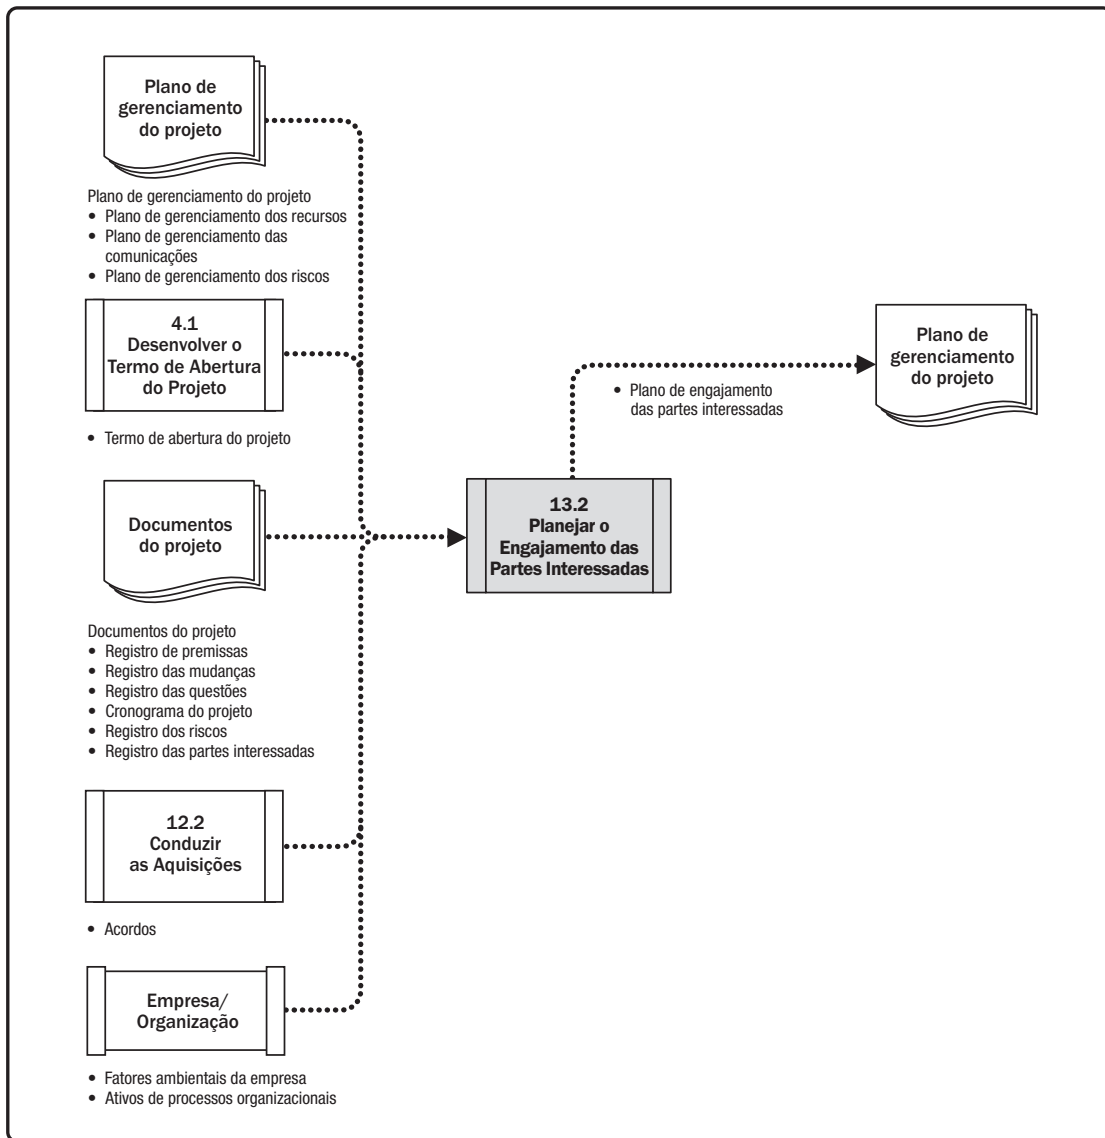 Plano de
gerenciamento
do projeto
Plano de gerenciamento do projeto
• Plano de gerenciamento dos recursos
• Plano de gerenciamento das
comunicações
• Plano de gerenciamento dos riscos
4.1
Desenvolver o
Termo de Abertura
do Projeto
• Termo de abertura do projeto
Documentos
do projeto
Documentos do projeto
• Registro de premissas
• Registro das mudanças
• Registro das questões
• Cronograma do projeto
• Registro dos riscos
• Registro das partes interessadas
12.2
Conduzir
as Aquisições
• Acordos
Empresa/
Organização
• Fatores ambientais da empresa
• Ativos de processos organizacionais
13.2
Planejar o
Engajamento das
Partes Interessadas
• Plano de engajamento
das partes interessadas
Plano de
gerenciamento
do projeto